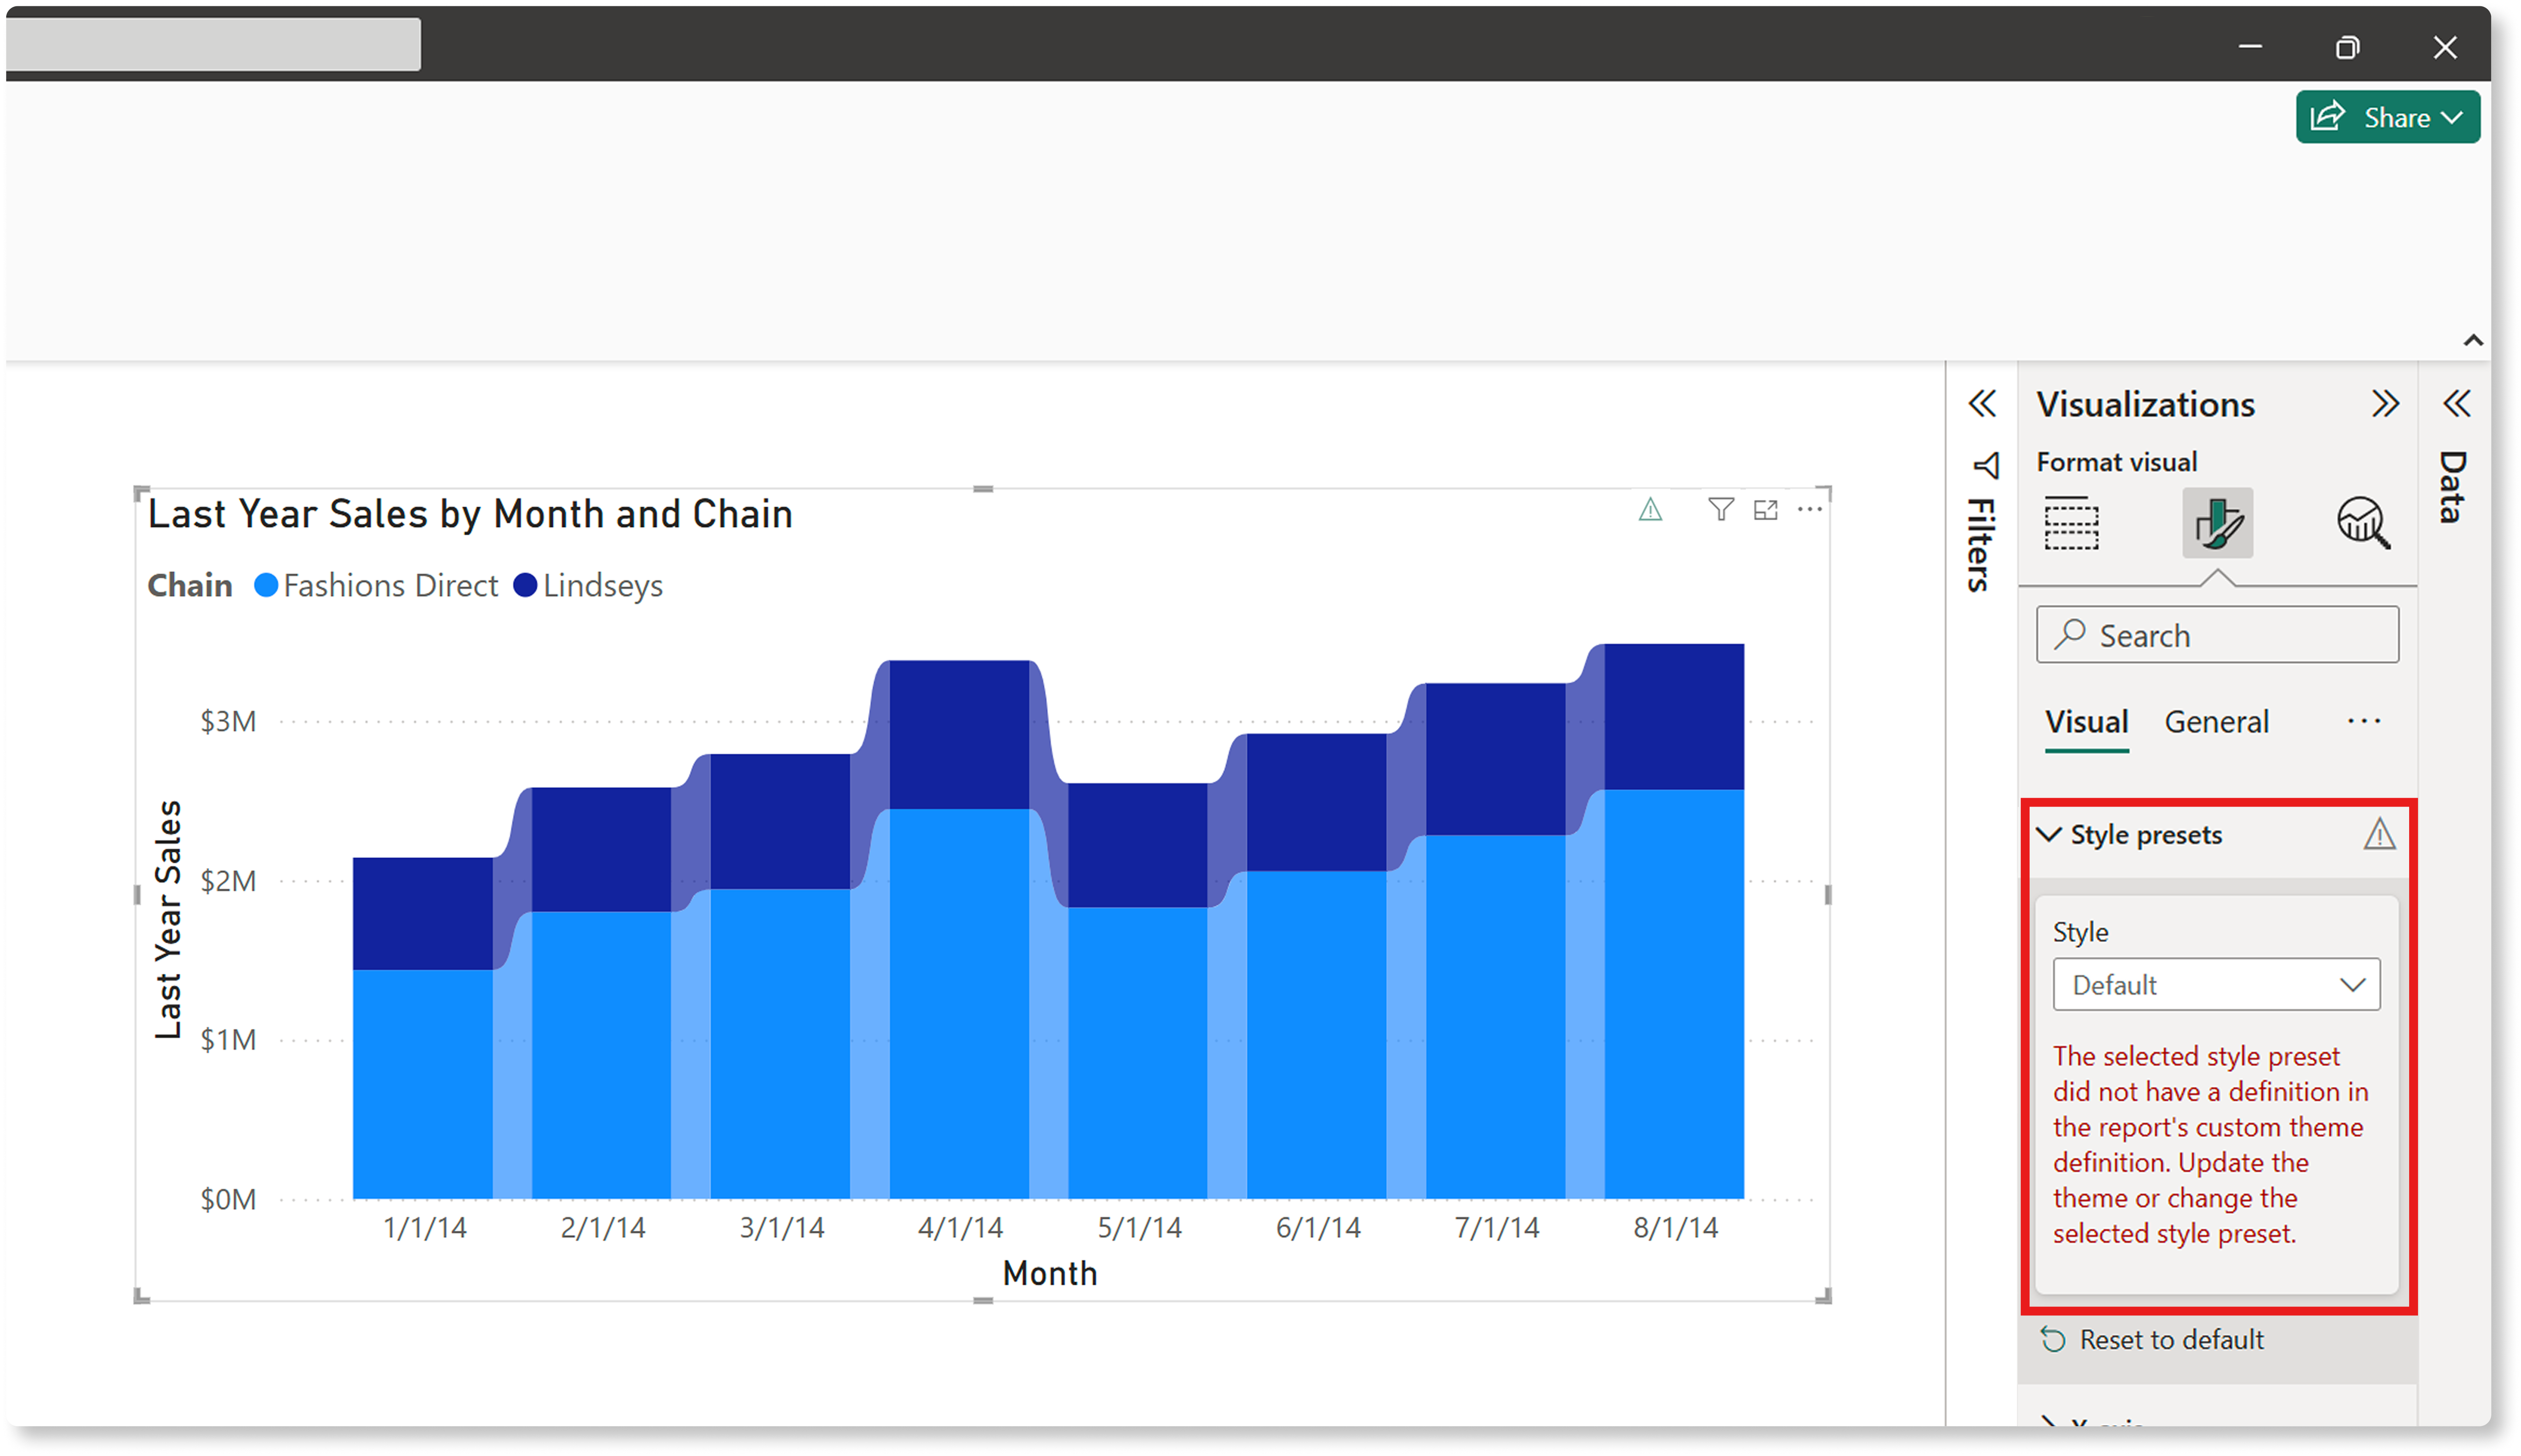 Share
Last Year Sales by Month and Chain
Chain Fashions Direct Lindseys
Last Year Sales
$3M
$2M
$1M
$0M
1/1/14 2/1/14 3/1/14 4/1/14 5/1/14 6/1/14 7/1/14 8/1/14
Month
Filters
Visualizations
Format visual
Search
Visual General
Style presets
Style
Default
The selected style preset
did not have a definition in
the report's custom theme
definition. Update the
theme or change the
selected style preset.
Reset to default
Data